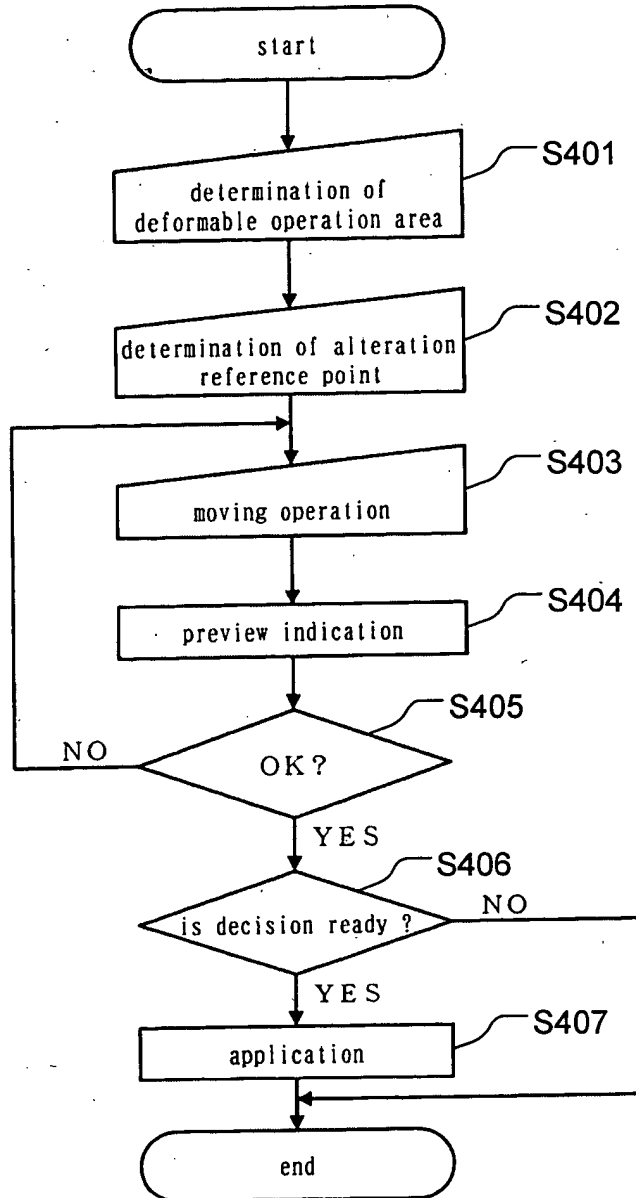 start
S401
determination of
deformable operation area
S402
determination of alteration
reference point
S403
moving operation
S404
preview indication
S405
NO
OK?
YES
S406
NO
is decision ready ?
YES
S407
application
end